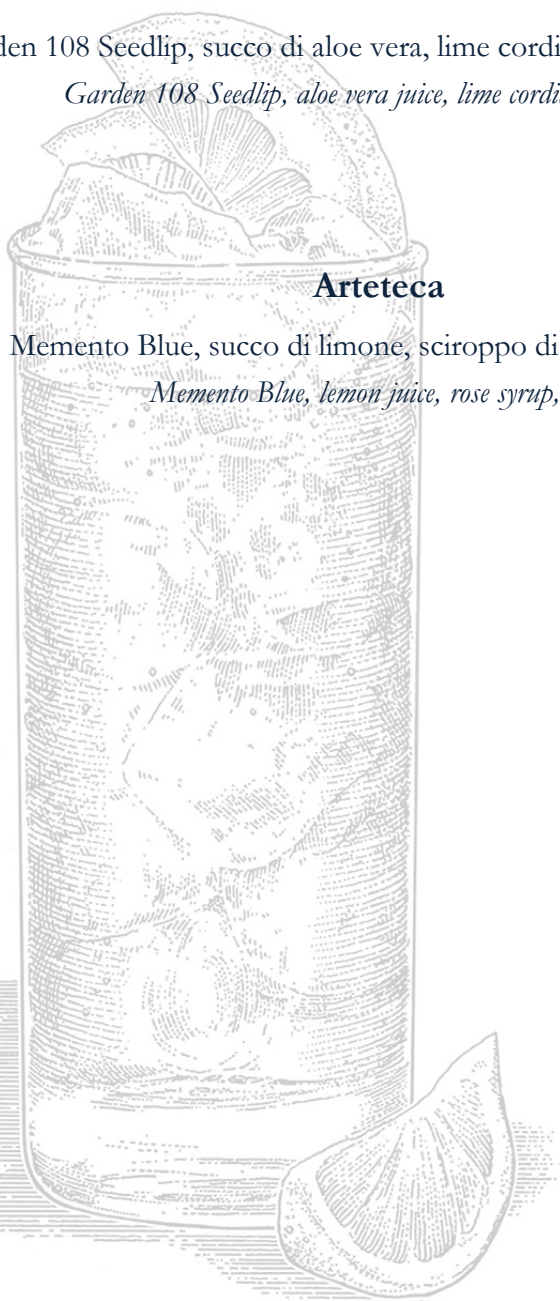 den 108 Seedlip, succo di aloe vera, lime cordi
Garden 108 Seedlip, aloe vera juice, lime cordi
Arteteca
Memento Blue, succo di limone, sciroppo di
Memento Blue, lemon juice, rose syrup,